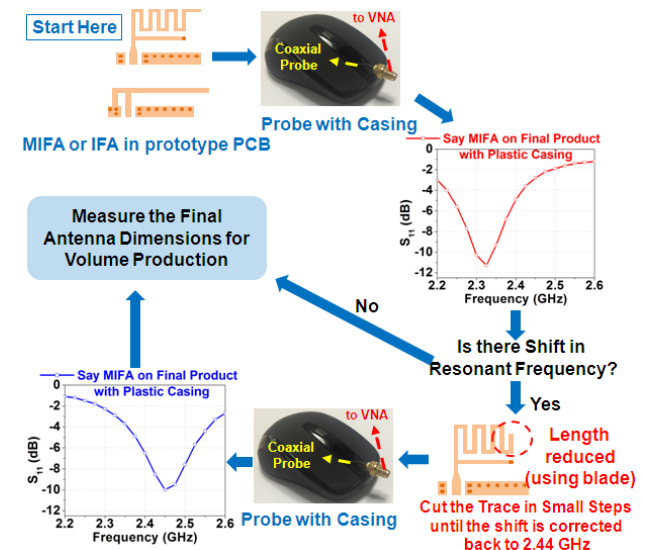 Start Here
to VNA
Coaxial
Probe
Probe with Casing
MIFA or IFA in prototype PCB
Say MIFA on Final Product
with Plastic Casing
0
-2
-4
-6
-8
-10
-12
S11 (dB)
2.2 2.3 2.4 2.5 2.6
Frequency (GHz)
Measure the Final
Antenna Dimensions for
Volume Production
No
Is there Shift in
Resonant Frequency?
Yes
Length
reduced
(using blade)
Cut the Trace in Small Steps
until the shift is corrected
back to 2.44 GHz
to VNA
Coaxial
Probe
Probe with Casing
Say MIFA on Final Product
with Plastic Casing
0
-2
-4
-6
-8
-10
-12
S11 (dB)
2.2 2.3 2.4 2.5 2.6
Frequency (GHz)